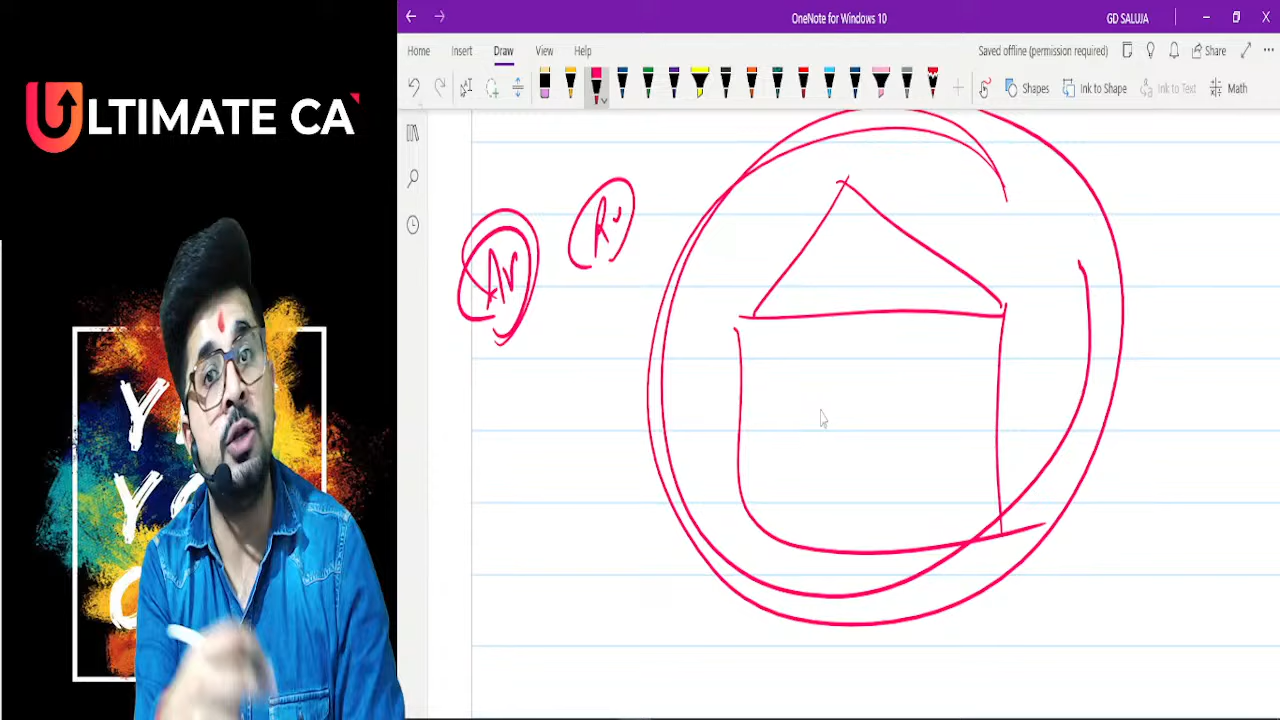 ULTIMATE CA
OneNote for Windows 10
GD SALUJA
Home
Insert
Draw
View
Help
Saved offline (permission required)
Share
Shapes
Ink to Shape
Ink to Text
Math